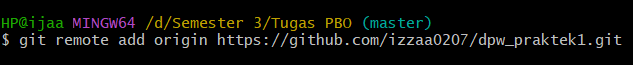 HP@ijaa MINGW64 /d/Semester 3/Tugas PBO (master)
$ git remote add origin https://github.com/izzaa0207/dpw_praktek1.git